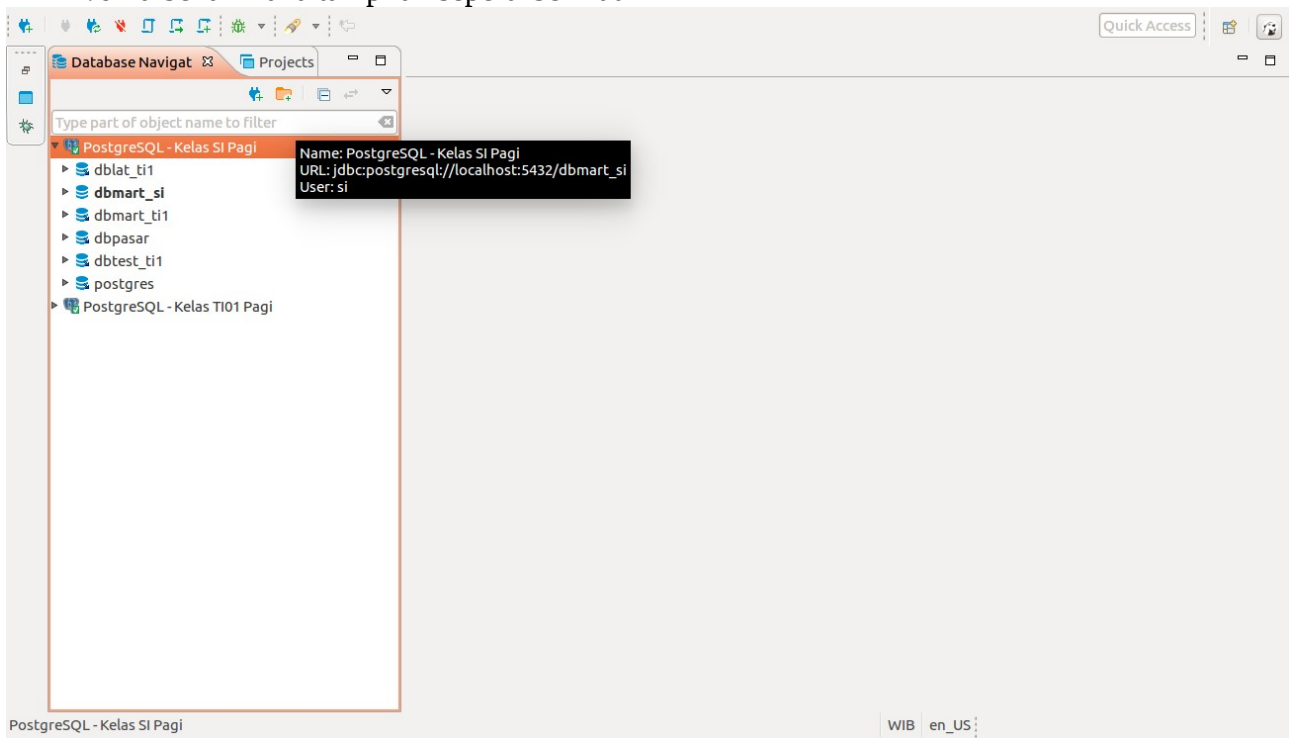 Quick Access
Database Navigat
Projects
Type part of object name to filter
PostgreSQL - Kelas SI Pagi
Name: PostgreSQL - Kelas SI Pagi
URL: jdbc:postgresql://localhost:5432/dbmart_si
User: si
dblat_ti1
dbmart_si
dbmart_ti1
dbpasar
dbtest_ti1
postgres
PostgreSQL - Kelas TI01 Pagi
PostgreSQL - Kelas SI Pagi
WIB en_US